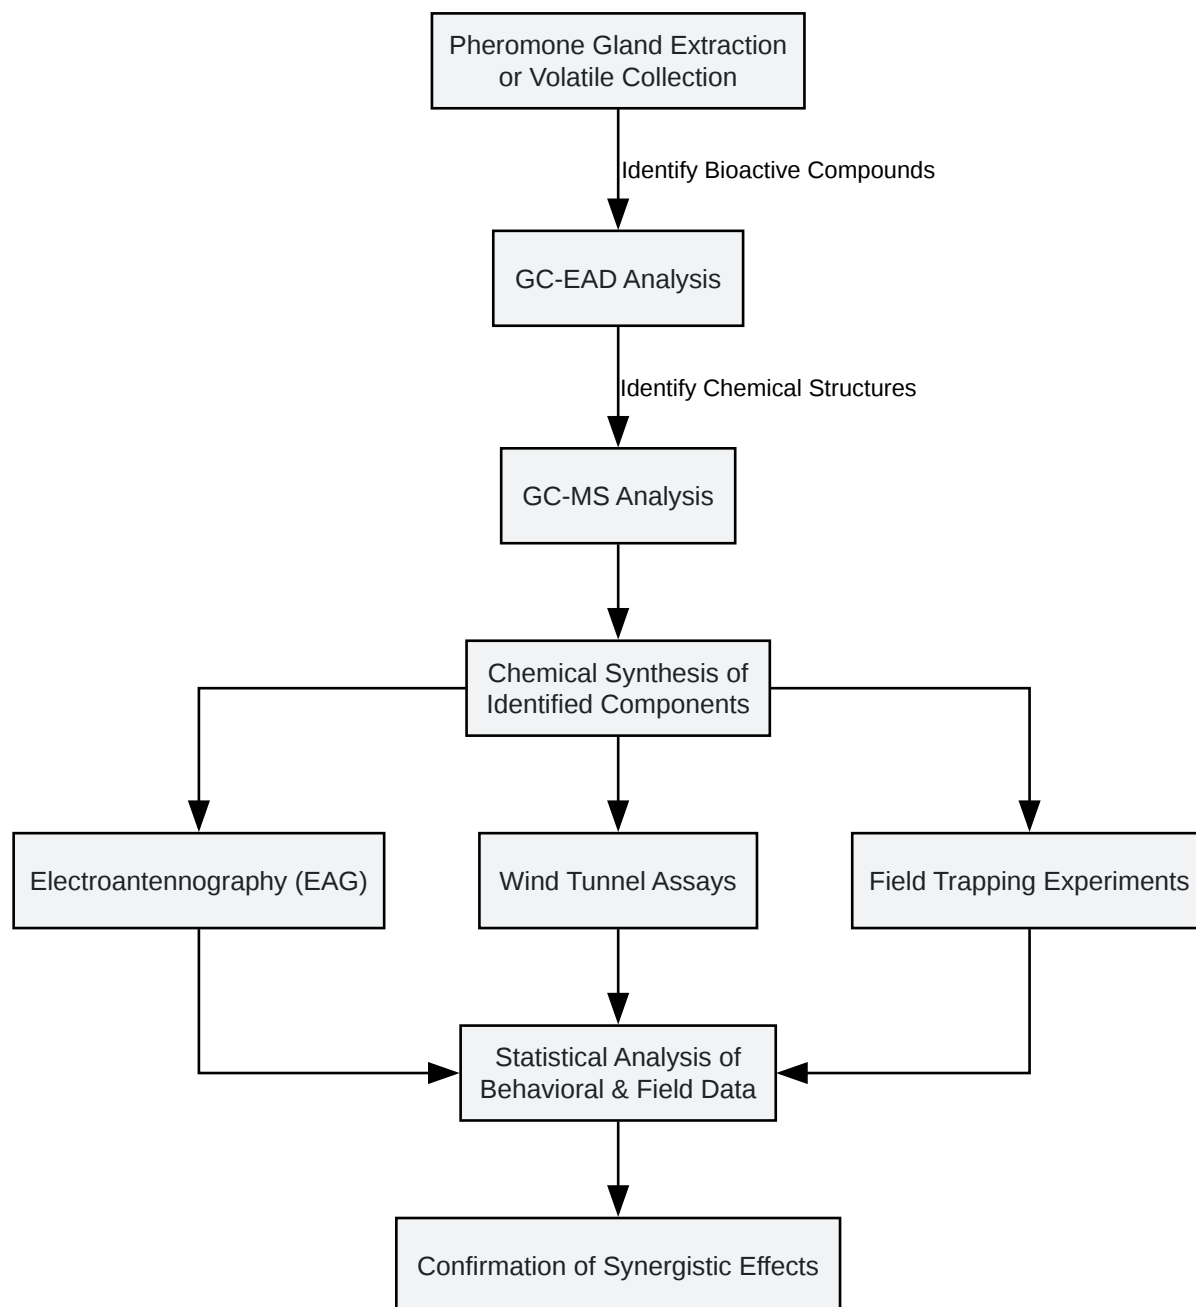 Pheromone Gland Extraction
or Volatile Collection
Identify Bioactive Compounds
GC-EAD Analysis
Identify Chemical Structures
GC-MS Analysis
Chemical Synthesis of
Identified Components
Electroantennography (EAG)
Wind Tunnel Assays
Field Trapping Experiments
Statistical Analysis of
Behavioral & Field Data
Confirmation of Synergistic Effects